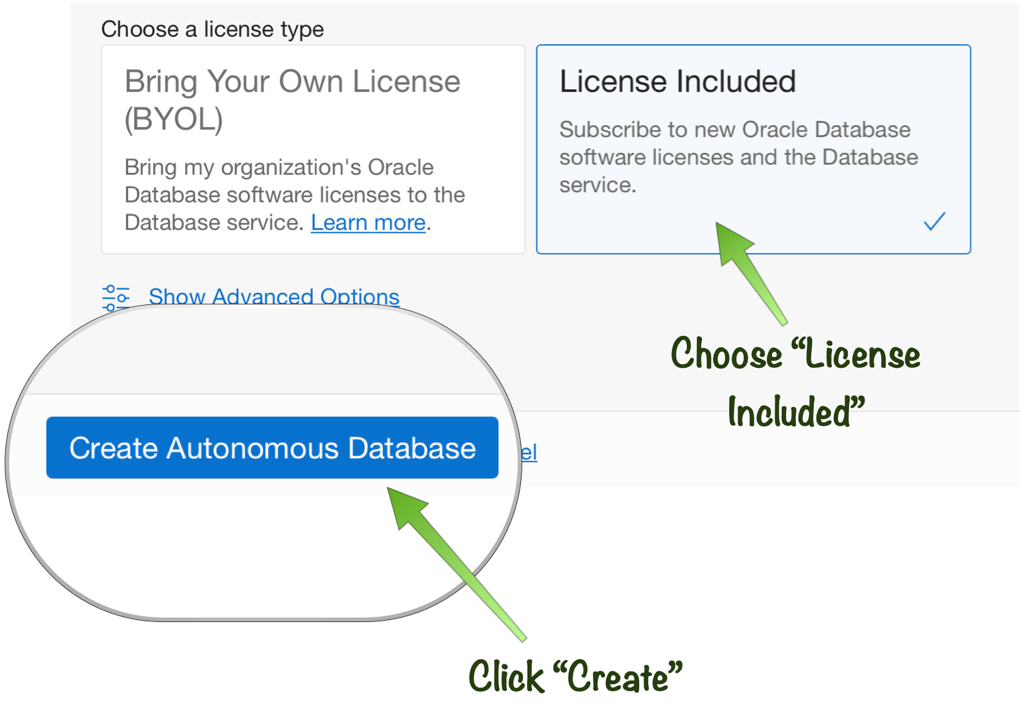 Choose a license type
Bring Your Own License
(BYOL)
Bring my organization's Oracle
Database software licenses to the
Database service. Learn more.
License Included
Subscribe to new Oracle Database
software licenses and the Database
service.
Show Advanced Options
Choose “License
Included”
Create Autonomous Database
el
Click “Create”